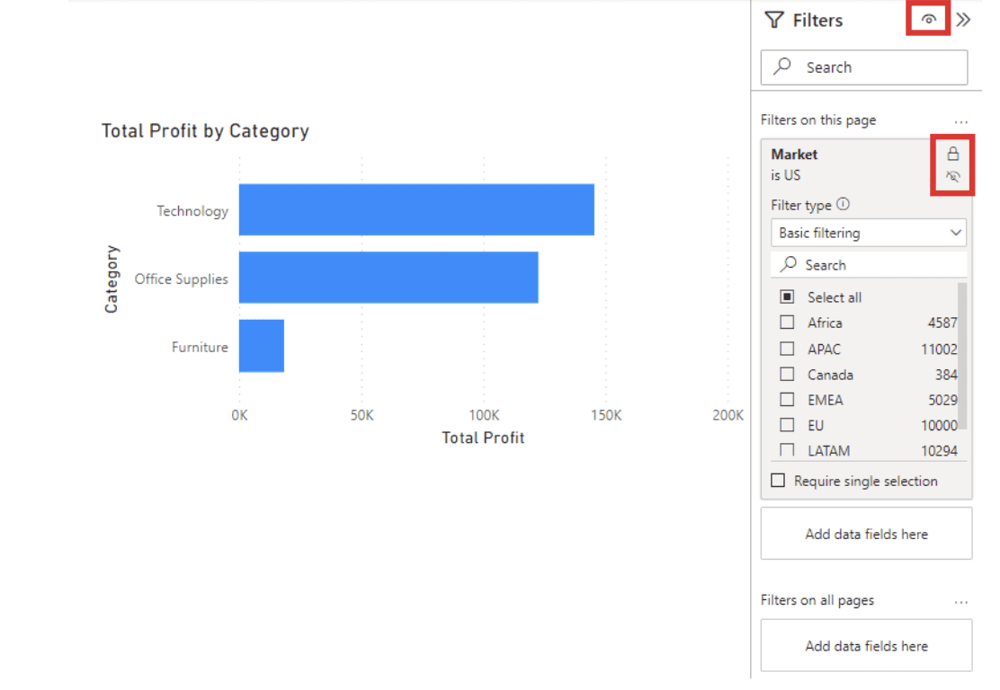 Filters
Search
Total Profit by Category
Category
Technology
Office Supplies
Furniture
0K 50K 100K 150K 200K
Total Profit
Filters on this page ...
Market
is US
Filter type
Basic filtering
Search
Select all
Africa 4587
APAC 11002
Canada 384
EMEA 5029
EU 10000
LATAM 10294
Require single selection
Add data fields here
Filters on all pages ...
Add data fields here